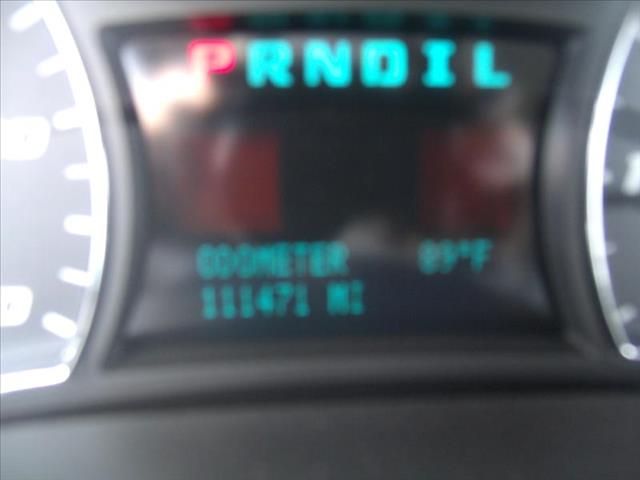 PRNDIL
ODOMETER 89°F
111471 MI